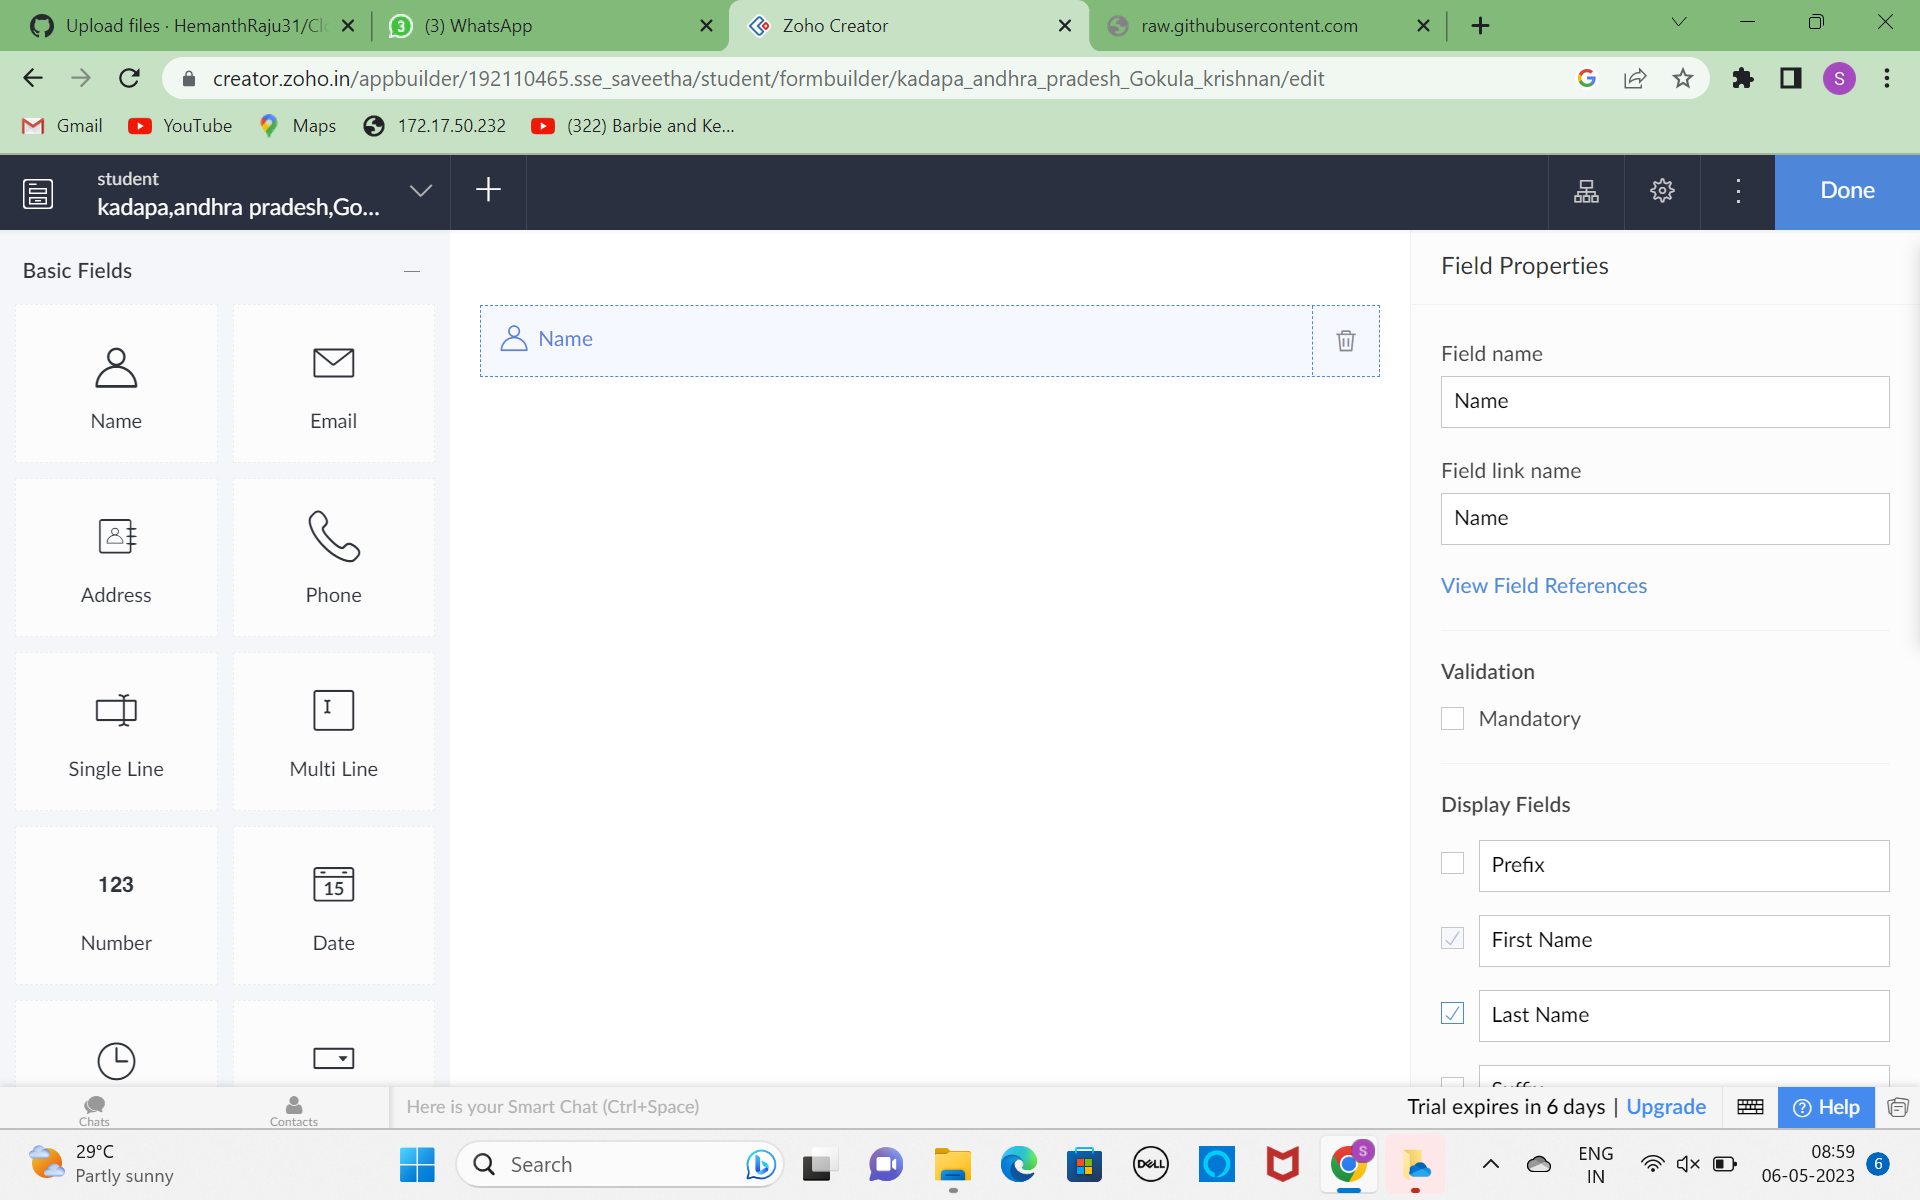 Upload files · HemanthRaju31/Cl
3 (3) WhatsApp
Zoho Creator
raw.githubusercontent.com
creator.zoho.in/appbuilder/192110465.sse_saveetha/student/formbuilder/kadapa_andhra_pradesh_Gokula_krishnan/edit
S
Gmail
YouTube
Maps
172.17.50.232
(322) Barbie and Ke...
student
kadapa,andhra pradesh,Go...
Done
Basic Fields
Name
Email
Address
Phone
Single Line
Multi Line
123
Number
15
Date
Name
Field Properties
Field name
Name
Field link name
Name
View Field References
Validation
Mandatory
Display Fields
Prefix
First Name
Last Name
Suffix
Chats
Contacts
Here is your Smart Chat (Ctrl+Space)
Trial expires in 6 days | Upgrade
Help
29°C
Partly sunny
Search
DELL
S
ENG
IN
08:59
06-05-2023
6